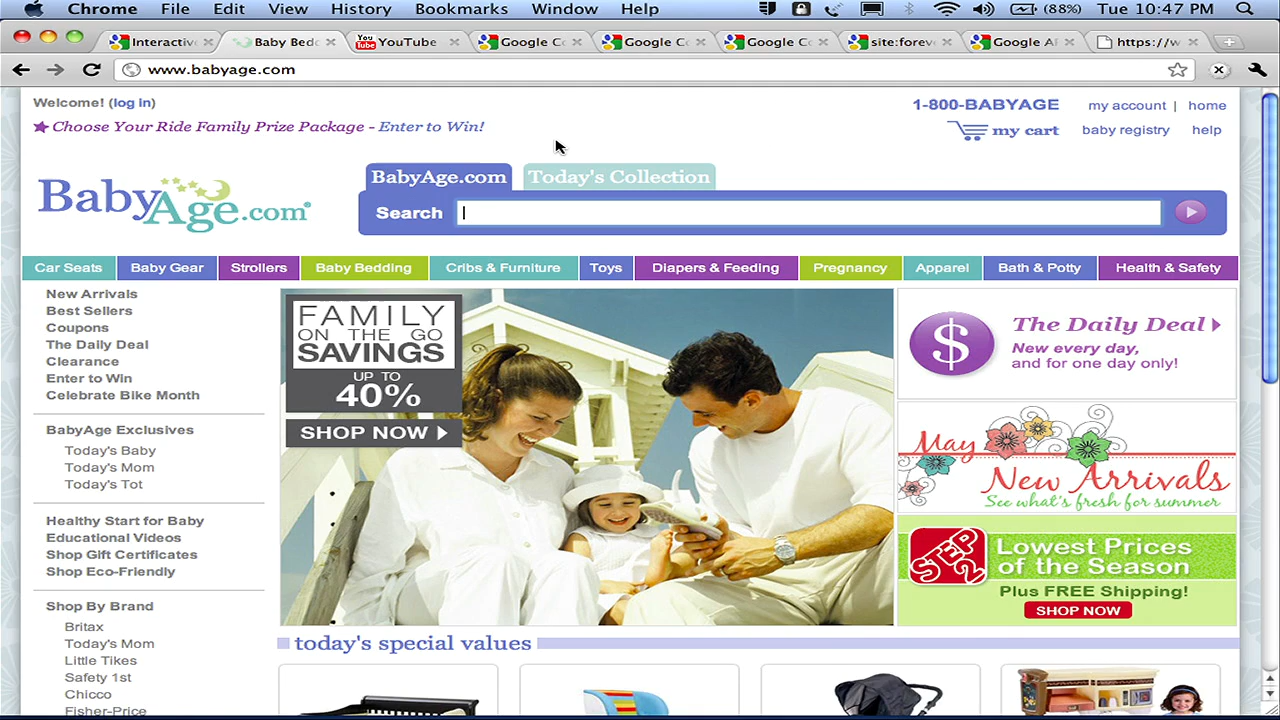 Chrome File Edit View History Bookmarks Window Help (88%) Tue 10:47 PM
Interactive Baby Bedd YouTube Google Co Google Co Google Co site:forev Google A https://w
www.babyage.com
Welcome! (log in)
1-800-BABYAGE my account | home
Choose Your Ride Family Prize Package - Enter to Win!
my cart baby registry help
BabyAge.com Today's Collection
BabyAge.com
Search
Car Seats Baby Gear Strollers Baby Bedding Cribs & Furniture Toys Diapers & Feeding Pregnancy Apparel Bath & Potty Health & Safety
New Arrivals
Best Sellers
Coupons
The Daily Deal
Clearance
Enter to Win
Celebrate Bike Month
BabyAge Exclusives
Today's Baby
Today's Mom
Today's Tot
Healthy Start for Baby
Educational Videos
Shop Gift Certificates
Shop Eco-Friendly
Shop By Brand
Britax
Today's Mom
Little Tikes
Safety 1st
Chicco
Fisher-Price
FAMILY
ON THE GO
SAVINGS
UP TO
40%
SHOP NOW
$
The Daily Deal
New every day,
and for one day only!
May
New Arrivals
See what's fresh for summer
STEP2
Lowest Prices
of the Season
Plus FREE Shipping!
SHOP NOW
today's special values